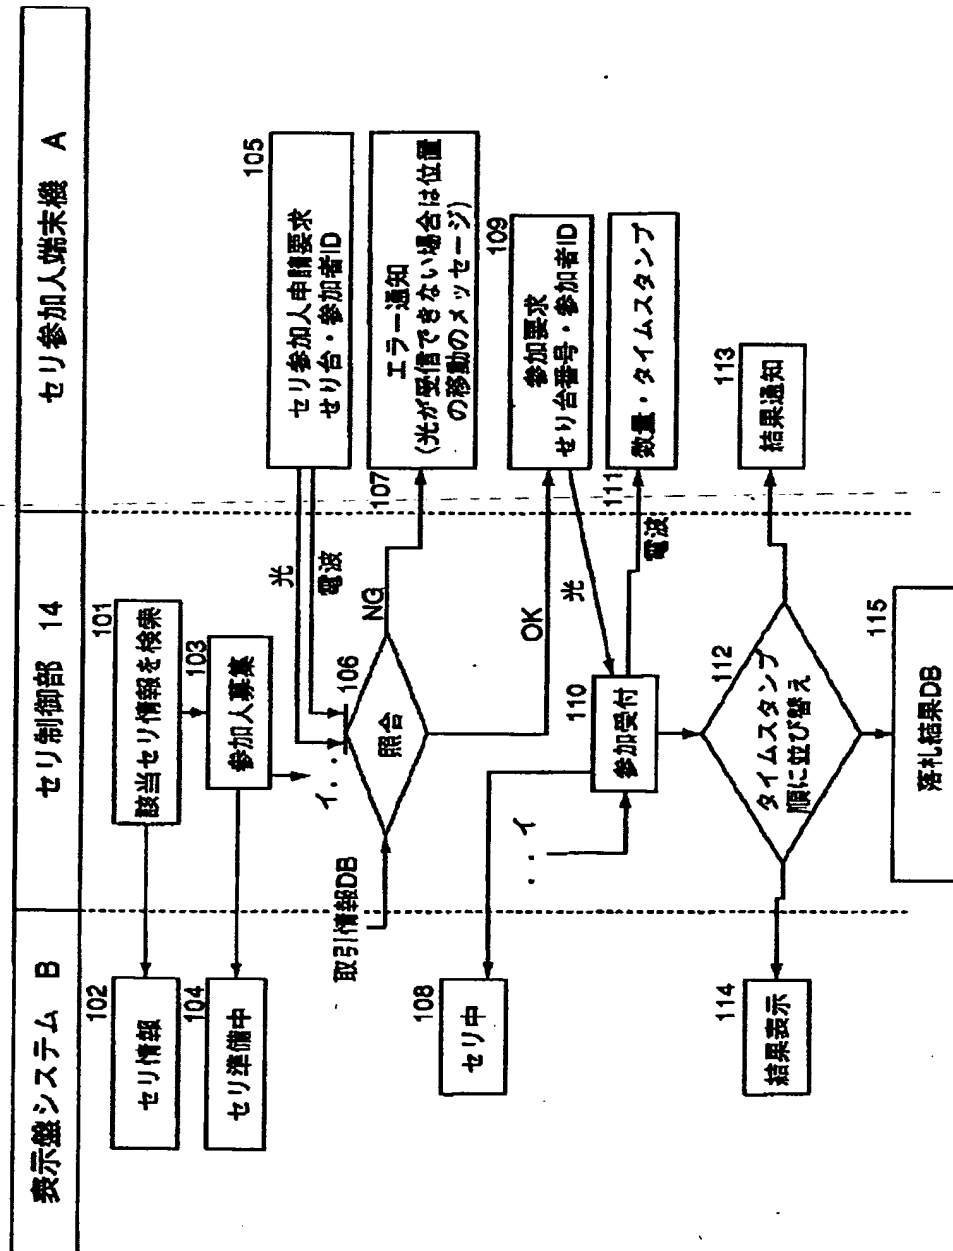 表示盤システム B
セリ制御部 14
セリ参加人端末機 A
101
該当セリ情報を検索
102
セリ情報
103
参加人募集
104
セリ準備中
105
セリ参加人申請要求
せり台・参加者ID
光
電波
イ・・
106
照合
取引情報DB
NG
107
エラー通知
(光が受信できない場合は位置
の移動のメッセージ)
OK
108
セリ中
109
参加要求
せり台番号・参加者ID
光
・・イ
110
参加受付
電波
111
数量・タイムスタンプ
112
タイムスタンプ
順に並び替え
113
結果通知
114
結果表示
115
落札結果DB